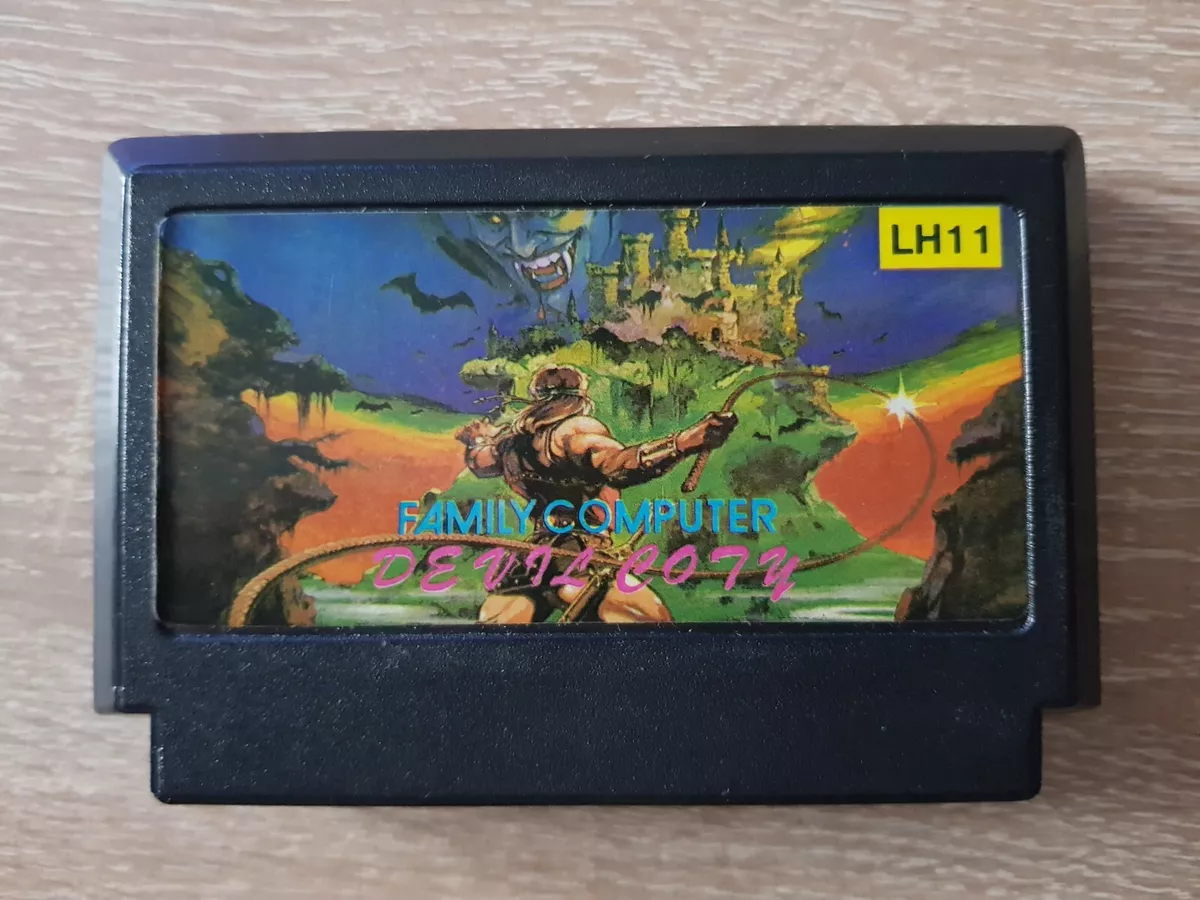 LH11
FAMILY COMPUTER
DEVIL COTY